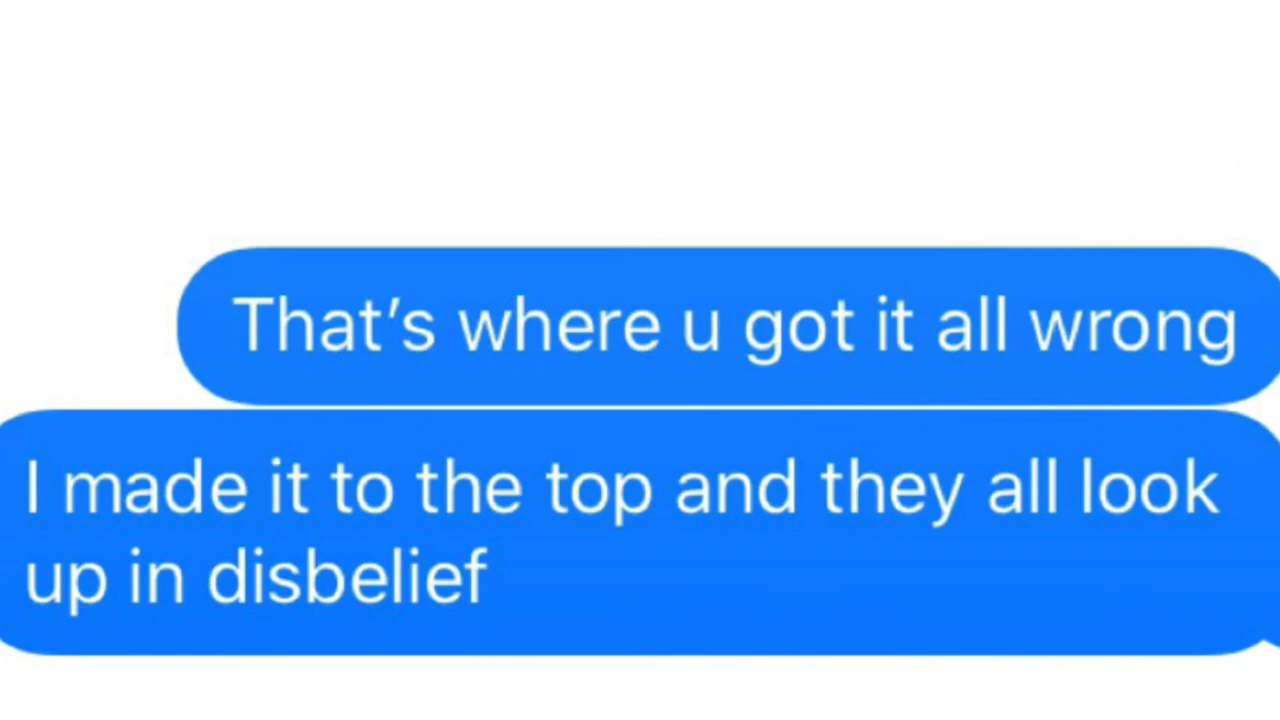 That’s where u got it all wrong
I made it to the top and they all look
up in disbelief